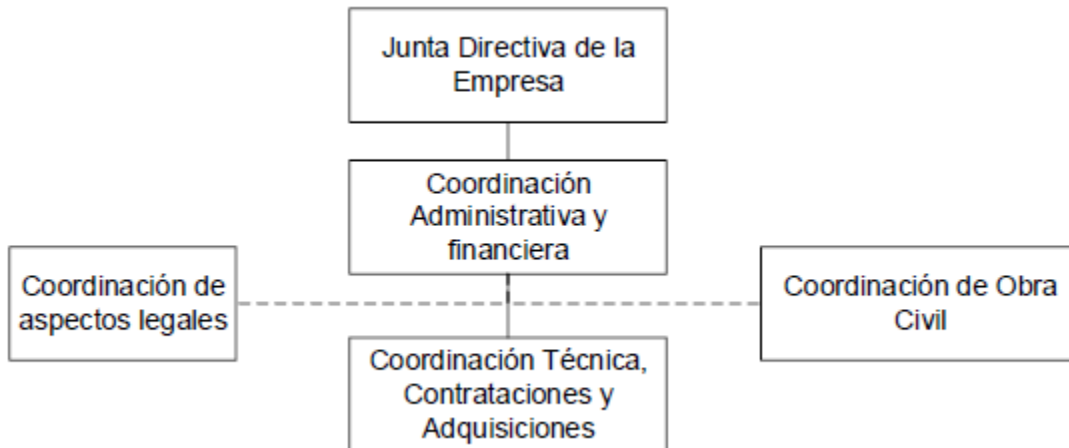 Junta Directiva de la
Empresa
Coordinación
Administrativa y
financiera
Coordinación de
aspectos legales
Coordinación de Obra
Civil
Coordinación Técnica,
Contrataciones y
Adquisiciones